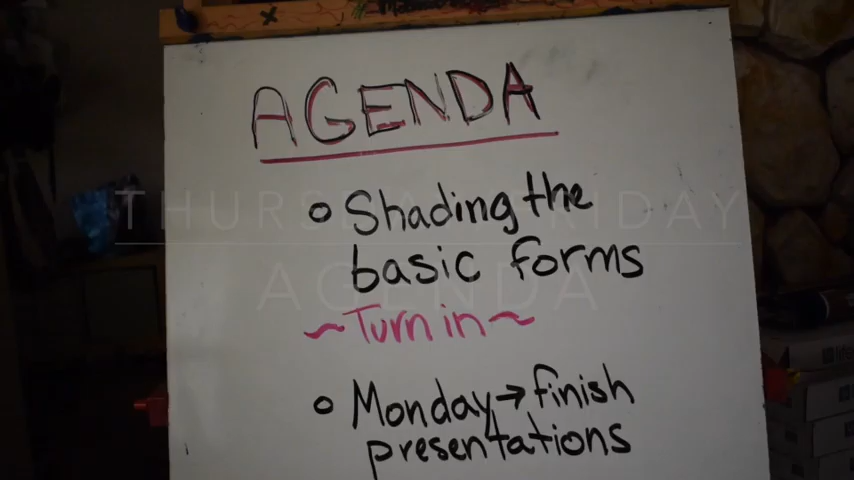 AGENDA
THURSDAY/FRIDAY
AGENDA
○ Shading the
basic forms
~Turn in~
○ Monday→finish
presentations